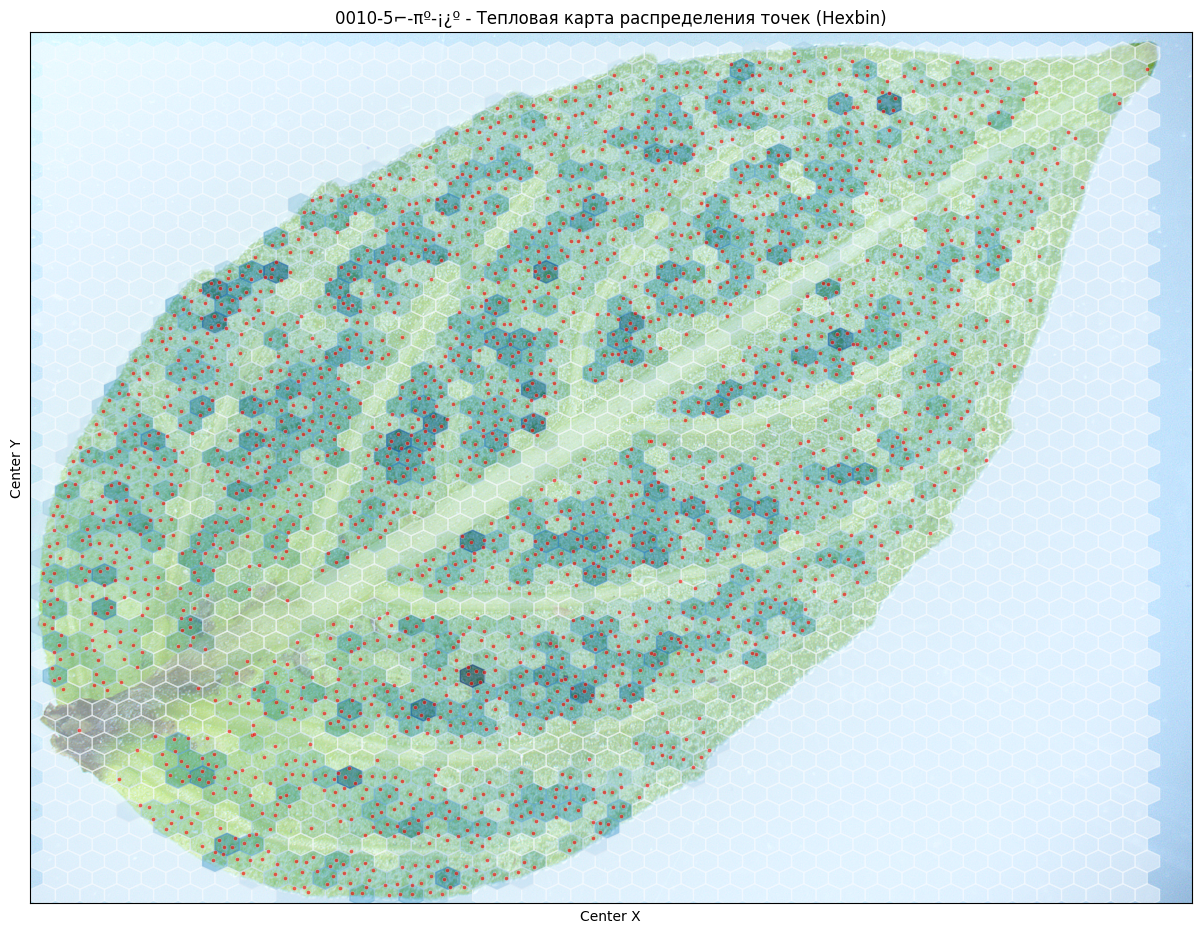 0010-5⌐-πº-¡¿º - Тепловая карта распределения точек (Hexbin)
Center Y
Center X